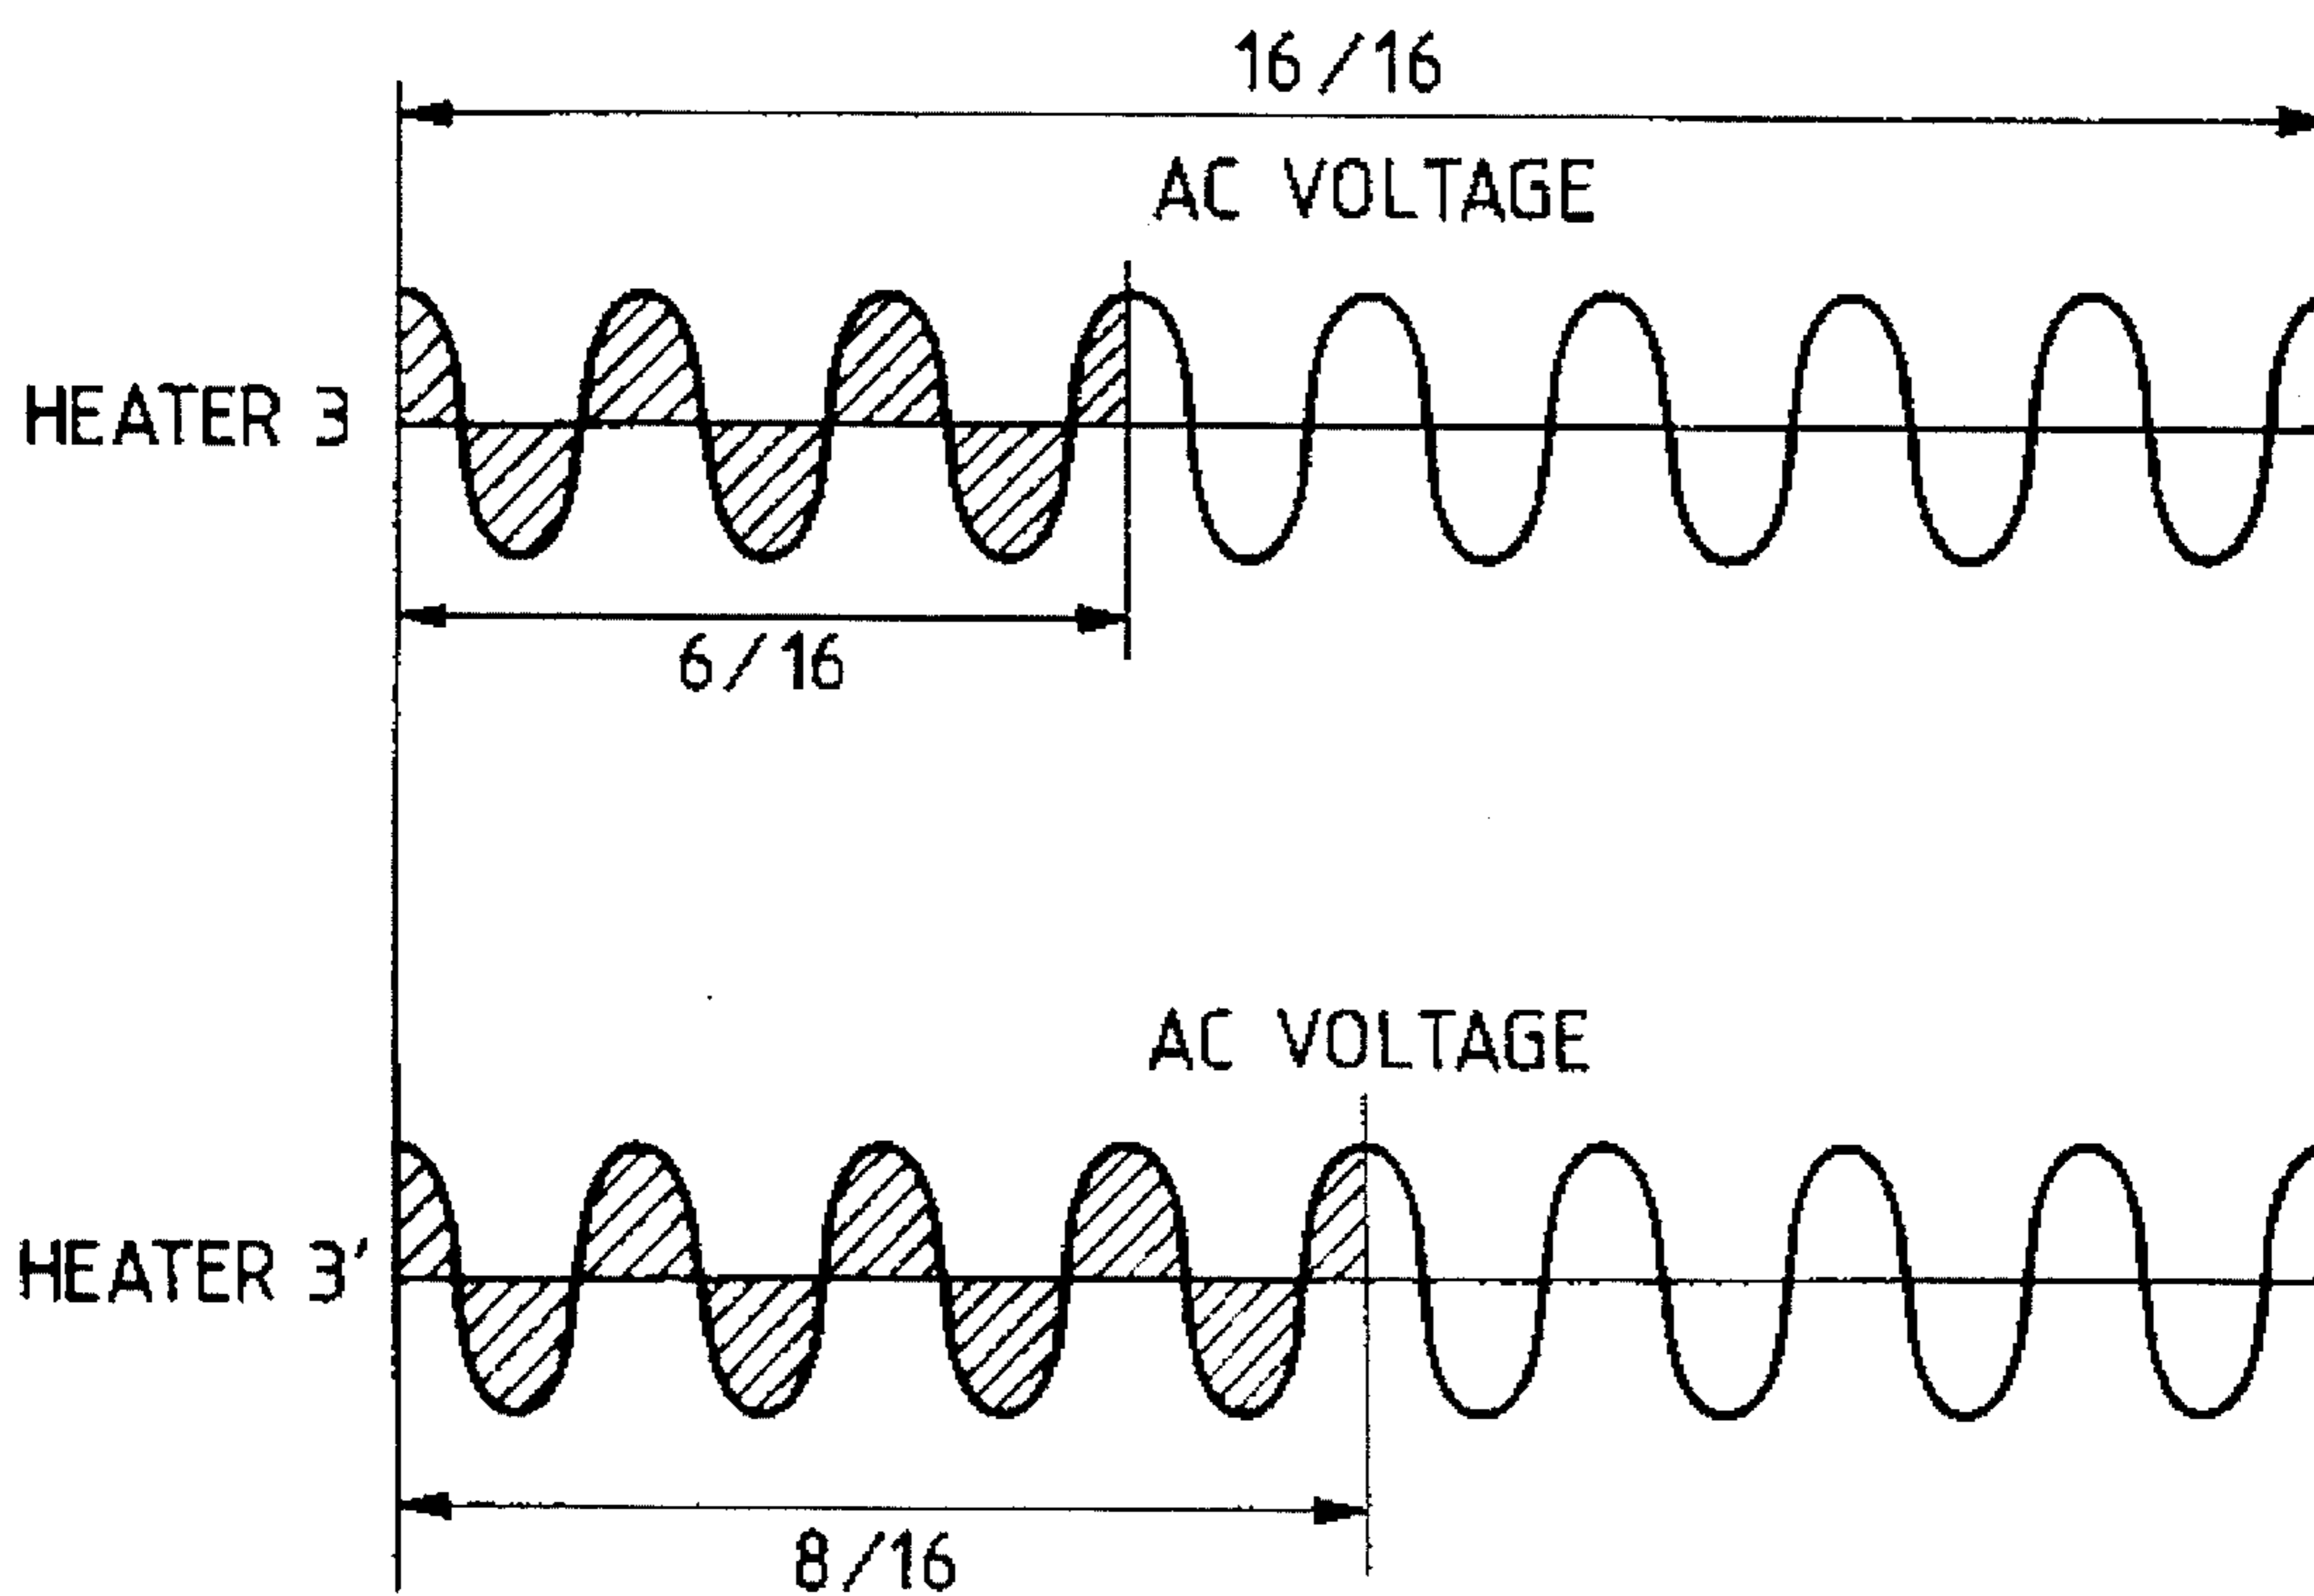 16/16
AC VOLTAGE
HEATER 3
6/16
AC VOLTAGE
HEATER 3'
8/16